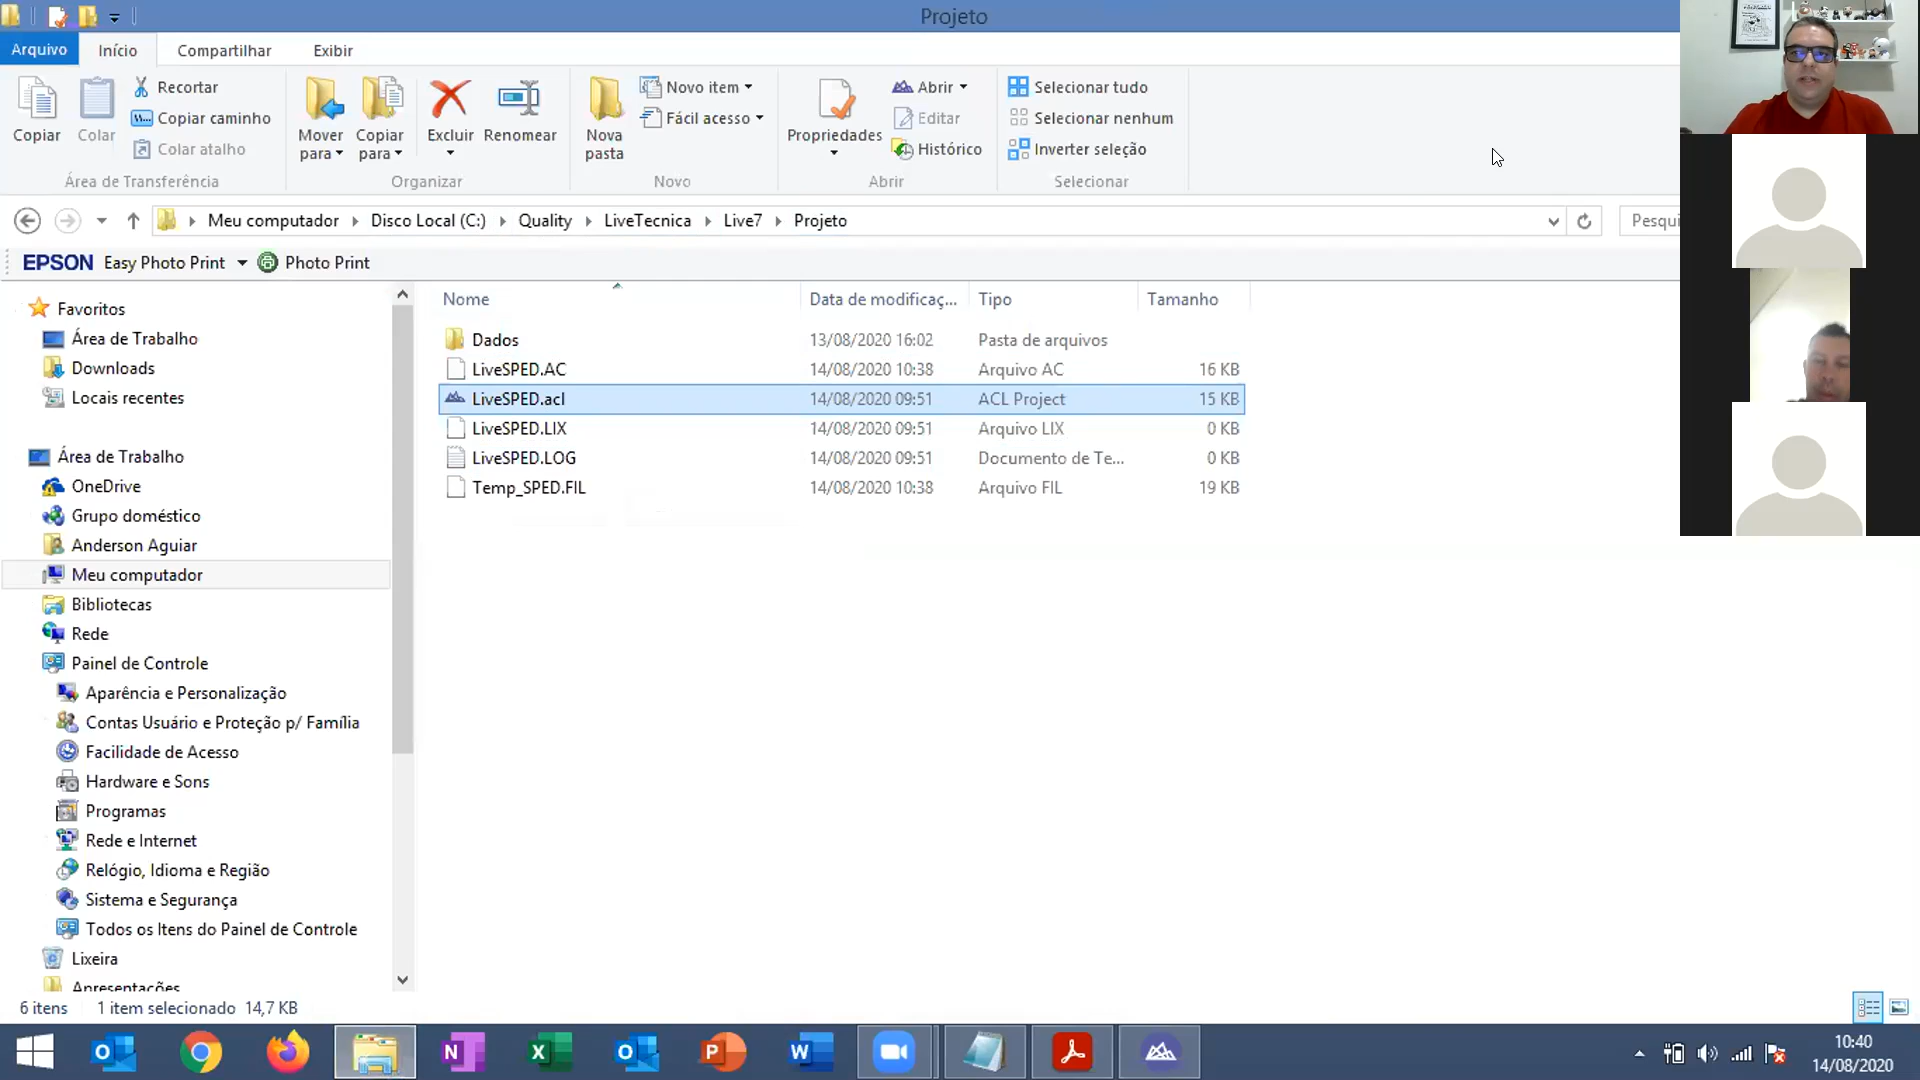 Projeto
Arquivo Início Compartilhar Exibir
Copiar
Colar
Recortar
Copiar caminho
Colar atalho
Área de Transferência
Mover para
Copiar para
Excluir
Renomear
Organizar
Nova pasta
Novo item
Fácil acesso
Novo
Propriedades
Abrir
Editar
Histórico
Abrir
Selecionar tudo
Selecionar nenhum
Inverter seleção
Selecionar
Meu computador Disco Local (C:) Quality LiveTecnica Live7 Projeto
Pesqui
EPSON Easy Photo Print Photo Print
Nome Data de modificaç... Tipo Tamanho
Dados 13/08/2020 16:02 Pasta de arquivos
LiveSPED.AC 14/08/2020 10:38 Arquivo AC 16 KB
LiveSPED.acl 14/08/2020 09:51 ACL Project 15 KB
LiveSPED.LIX 14/08/2020 09:51 Arquivo LIX 0 KB
LiveSPED.LOG 14/08/2020 09:51 Documento de Te... 0 KB
Temp_SPED.FIL 14/08/2020 10:38 Arquivo FIL 19 KB
Favoritos
Área de Trabalho
Downloads
Locais recentes
Área de Trabalho
OneDrive
Grupo doméstico
Anderson Aguiar
Meu computador
Bibliotecas
Rede
Painel de Controle
Aparência e Personalização
Contas Usuário e Proteção p/ Família
Facilidade de Acesso
Hardware e Sons
Programas
Rede e Internet
Relógio, Idioma e Região
Sistema e Segurança
Todos os Itens do Painel de Controle
Lixeira
Apresentações
6 itens 1 item selecionado 14,7 KB
10:40
14/08/2020